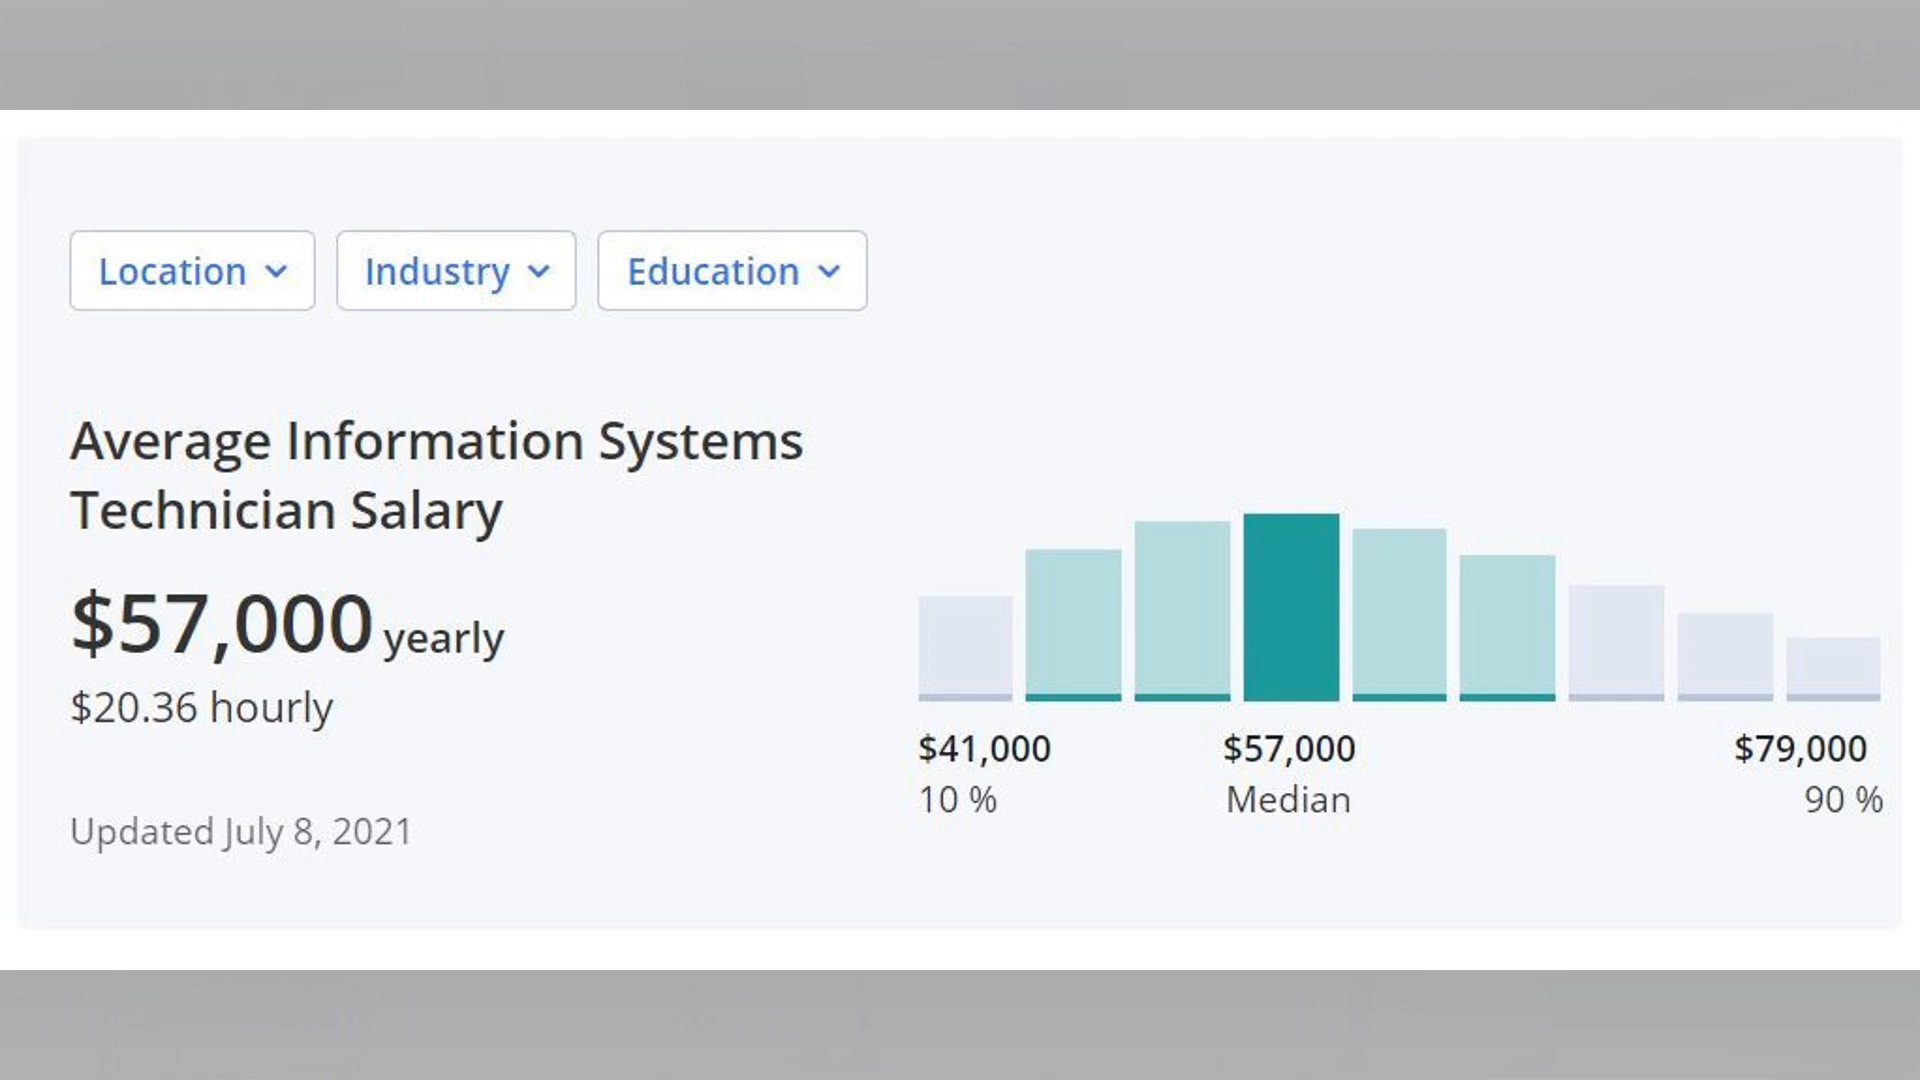 Location
Industry
Education
Average Information Systems
Technician Salary
$57,000 yearly
$20.36 hourly
Updated July 8, 2021
$41,000
10 %
$57,000
Median
$79,000
90 %